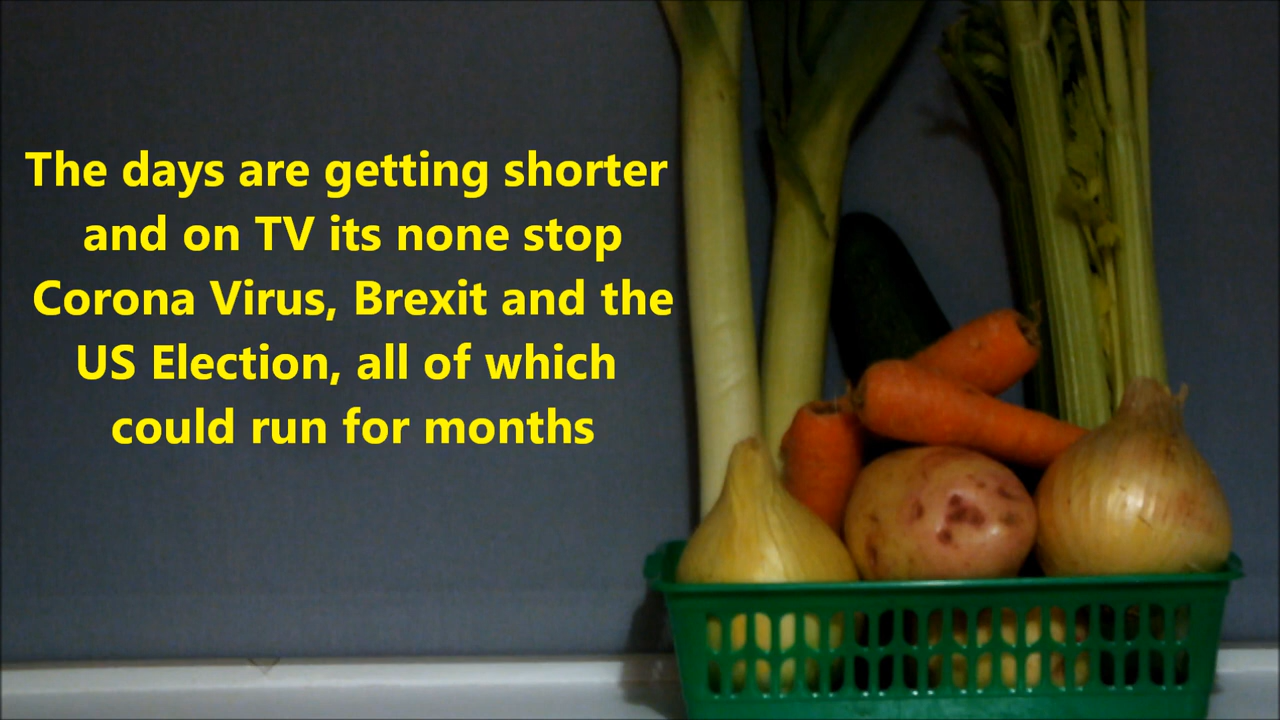 The days are getting shorter
and on TV its none stop
Corona Virus, Brexit and the
US Election, all of which
could run for months